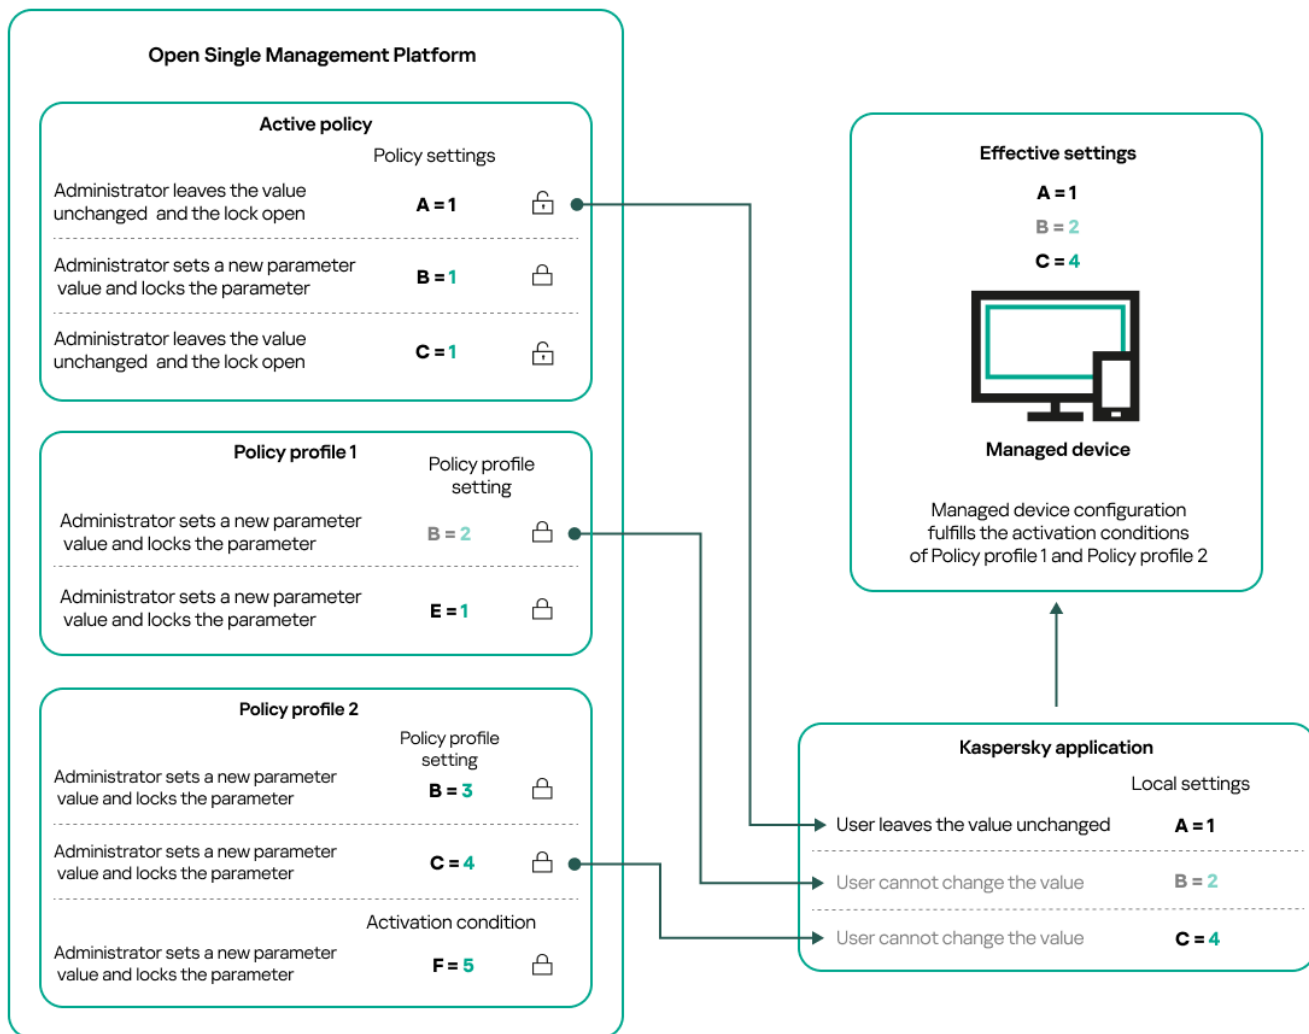 Open Single Management Platform
Active policy
Policy settings
Administrator leaves the value
unchanged and the lock open
A = 1
Administrator sets a new parameter
value and locks the parameter
B = 1
Administrator leaves the value
unchanged and the lock open
C = 1
Policy profile 1
Policy profile
setting
Administrator sets a new parameter
value and locks the parameter
B = 2
Administrator sets a new parameter
value and locks the parameter
E = 1
Policy profile 2
Policy profile
setting
Administrator sets a new parameter
value and locks the parameter
B = 3
Administrator sets a new parameter
value and locks the parameter
C = 4
Activation condition
Administrator sets a new parameter
value and locks the parameter
F = 5
Effective settings
A = 1
B = 2
C = 4
Managed device
Managed device configuration
fulfills the activation conditions
of Policy profile 1 and Policy profile 2
Kaspersky application
Local settings
User leaves the value unchanged
A = 1
User cannot change the value
B = 2
User cannot change the value
C = 4